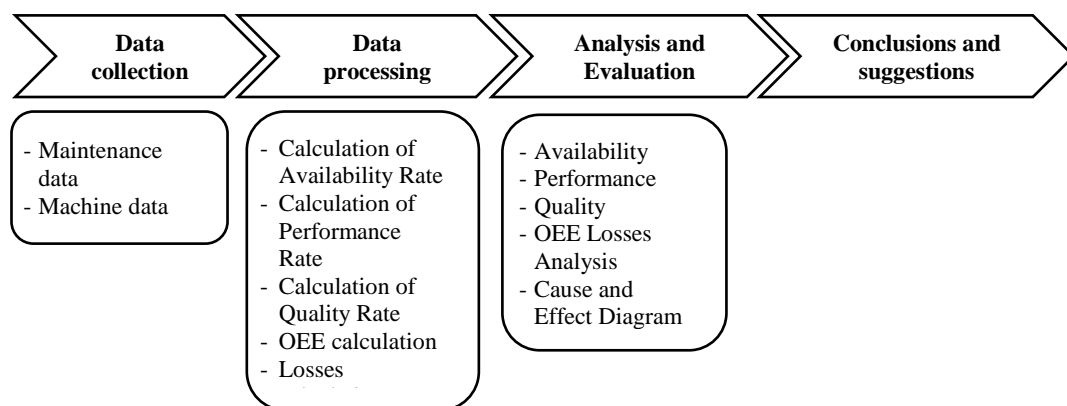 Data
collection
Data
processing
Analysis and
Evaluation
Conclusions and
suggestions
- Maintenance
data
- Machine data
- Calculation of
Availability Rate
- Calculation of
Performance
Rate
- Calculation of
Quality Rate
- OEE calculation
- Losses
- Availability
- Performance
- Quality
- OEE Losses
Analysis
- Cause and
Effect Diagram